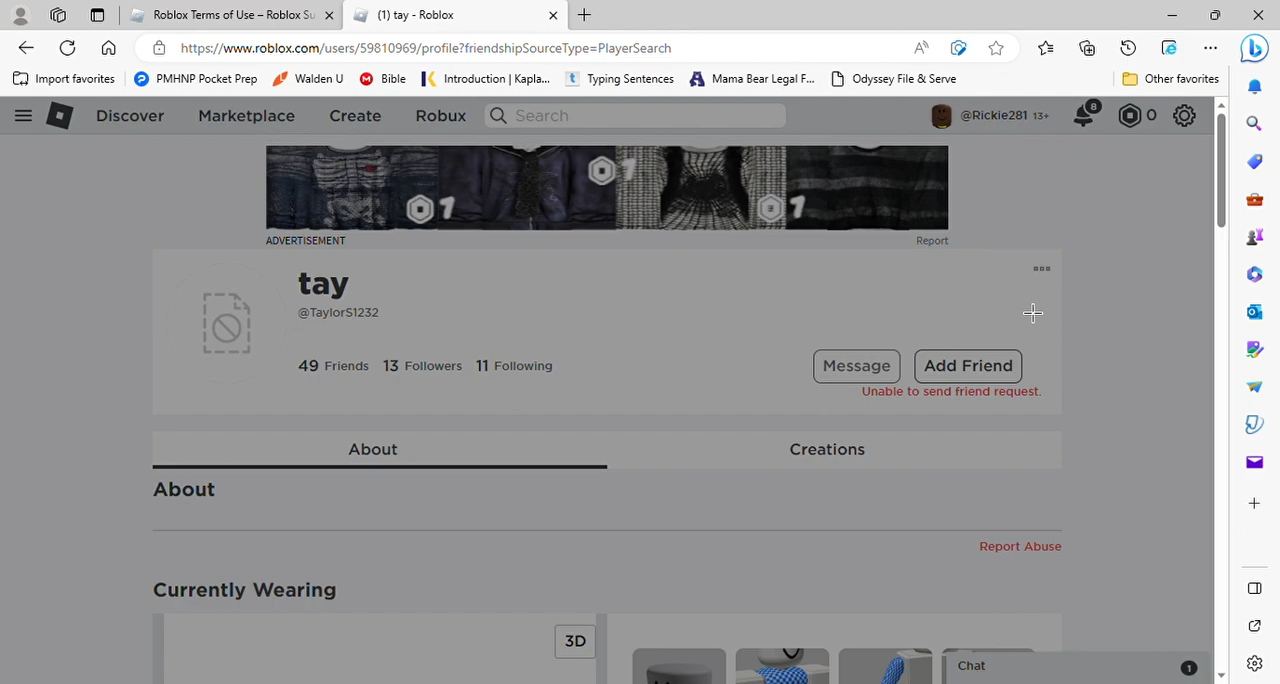 Roblox Terms of Use – Roblox Su
(1) tay - Roblox
https://www.roblox.com/users/59810969/profile?friendshipSourceType=PlayerSearch
Import favorites
PMHNP Pocket Prep
Walden U
Bible
Introduction | Kapla...
Typing Sentences
Mama Bear Legal F...
Odyssey File & Serve
Other favorites
Discover
Marketplace
Create
Robux
Search
@Rickie281 13+
8
0
1
1
1
ADVERTISEMENT
Report
tay
@TaylorS1232
49 Friends
13 Followers
11 Following
Message
Add Friend
Unable to send friend request.
About
Creations
About
Report Abuse
Currently Wearing
3D
Chat
1